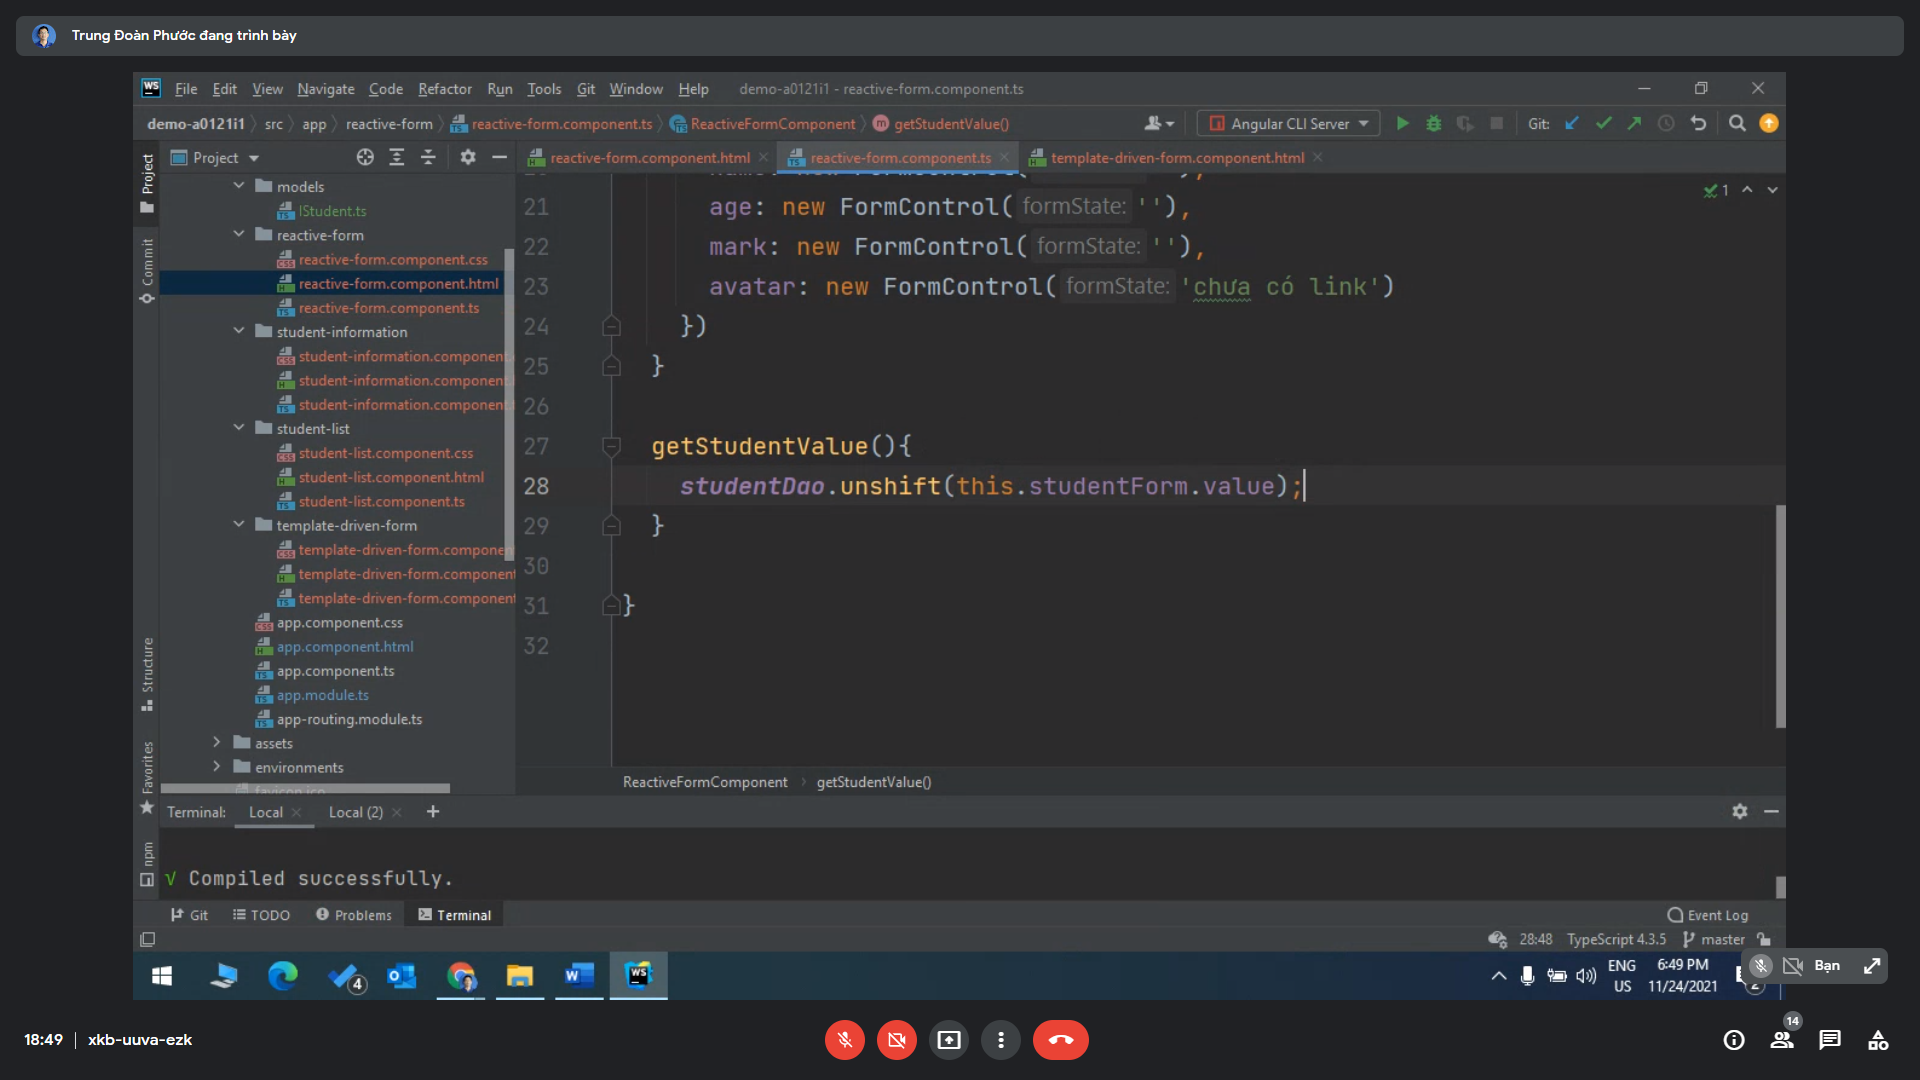 Trung Đoàn Phước đang trình bày
File Edit View Navigate Code Refactor Run Tools Git Window Help demo-a0121i1 - reactive-form.component.ts
demo-a0121i1 src app reactive-form reactive-form.component.ts ReactiveFormComponent getStudentValue() Angular CLI Server Git:
Project
reactive-form.component.html
reactive-form.component.ts
template-driven-form.component.html
Project
Commit
Structure
Favorites
npm
models
IStudent.ts
reactive-form
reactive-form.component.css
reactive-form.component.html
reactive-form.component.ts
student-information
student-information.component
student-information.component
student-information.component
student-list
student-list.component.css
student-list.component.html
student-list.component.ts
template-driven-form
template-driven-form.componen
template-driven-form.component
template-driven-form.component
app.component.css
app.component.html
app.component.ts
app.module.ts
app-routing.module.ts
assets
environments
favicon.ico
1
21 age: new FormControl( formState: ''),
22 mark: new FormControl( formState: ''),
23 avatar: new FormControl( formState: 'chưa có link')
24 })
25 }
26
27 getStudentValue(){
28 studentDao.unshift(this.studentForm.value);
29 }
30
31 }
32
ReactiveFormComponent getStudentValue()
Terminal: Local Local (2)
√ Compiled successfully.
Git TODO Problems Terminal Event Log
28:48 TypeScript 4.3.5 master
4
ENG
US
6:49 PM
11/24/2021
2
Bạn
18:49 xkb-uuva-ezk
14